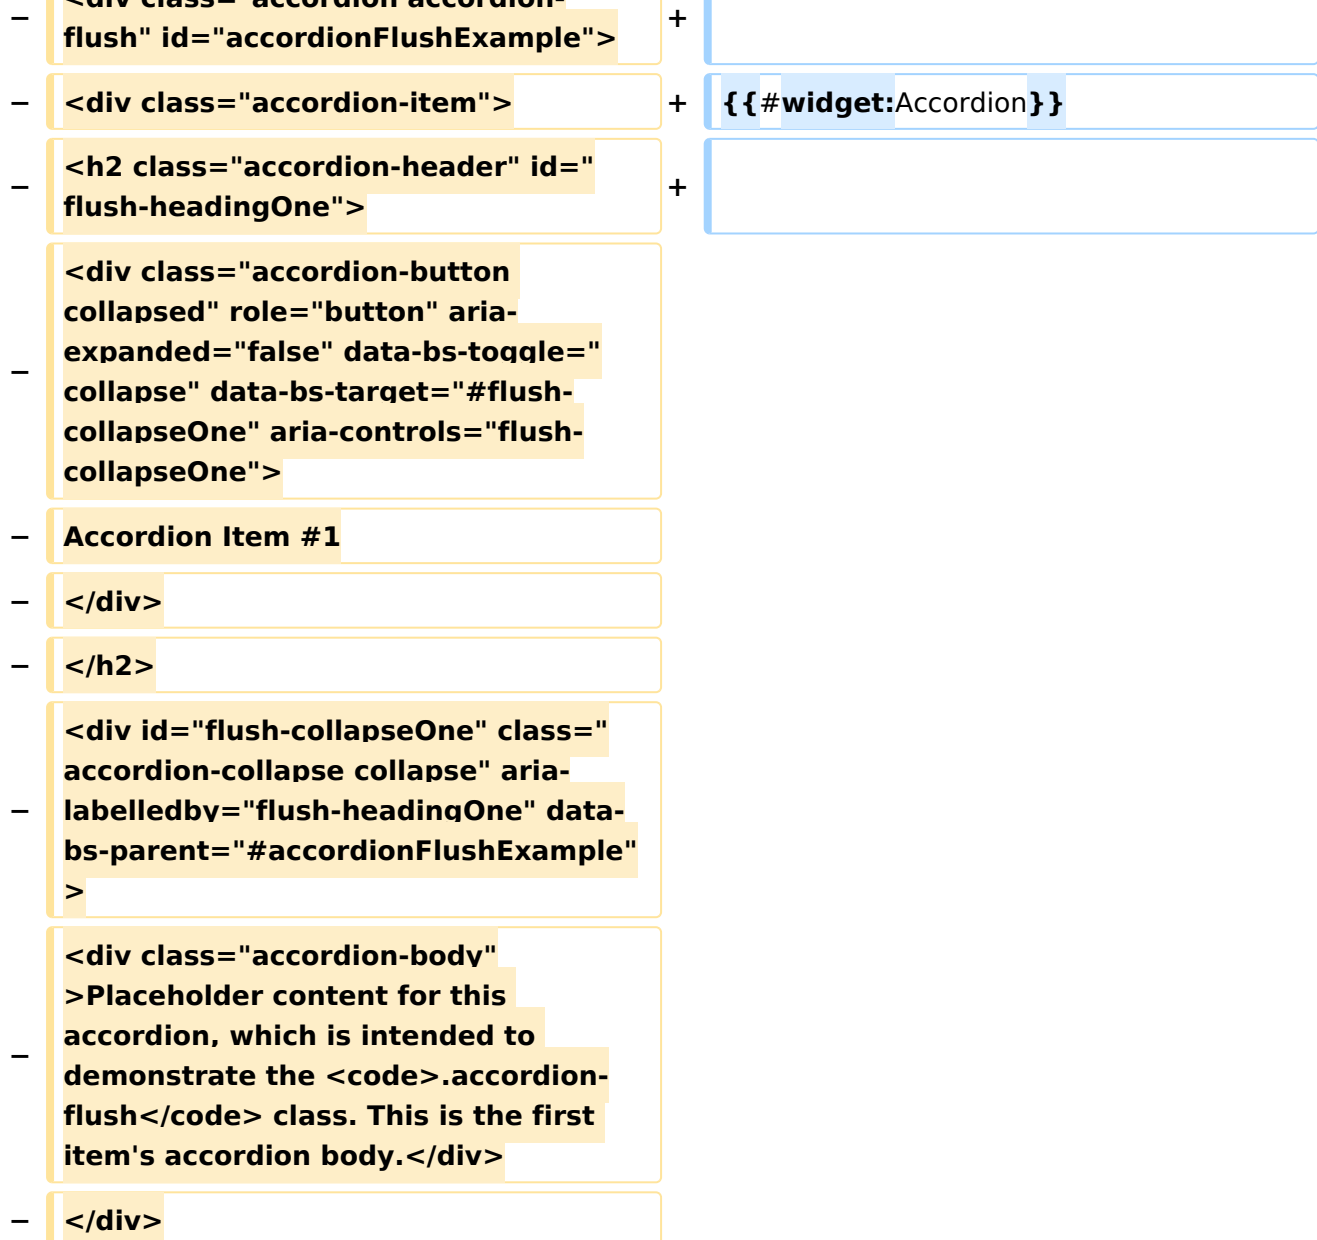 <div class="accordion accordion-
− flush" id="accordionFlushExample"> +
− <div class="accordion-item"> + {{#widget:Accordion}}
<h2 class="accordion-header" id="
− +
flush-headingOne">
<div class="accordion-button
collapsed" role="button" aria-
expanded="false" data-bs-toggle="
−
collapse" data-bs-target="#flush-
collapseOne" aria-controls="flush-
collapseOne">
− Accordion Item #1
− </div>
− </h2>
<div id="flush-collapseOne" class="
accordion-collapse collapse" aria-
− labelledby="flush-headingOne" data-
bs-parent="#accordionFlushExample"
>
<div class="accordion-body"
>Placeholder content for this
accordion, which is intended to
− demonstrate the <code>.accordion-
flush</code> class. This is the first
item's accordion body.</div>
− </div>